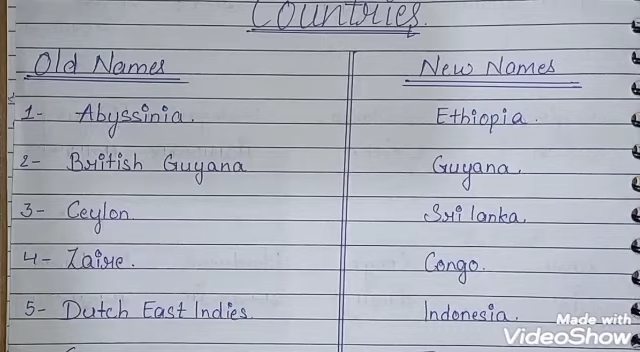 Countries.
Old Names New Names
1- Abyssinia. Ethiopia.
2- British Guyana Guyana.
3- Ceylon Sri lanka.
4- Zaire. Congo.
5- Dutch East Indies. Indonesia.
Made with
VideoShow